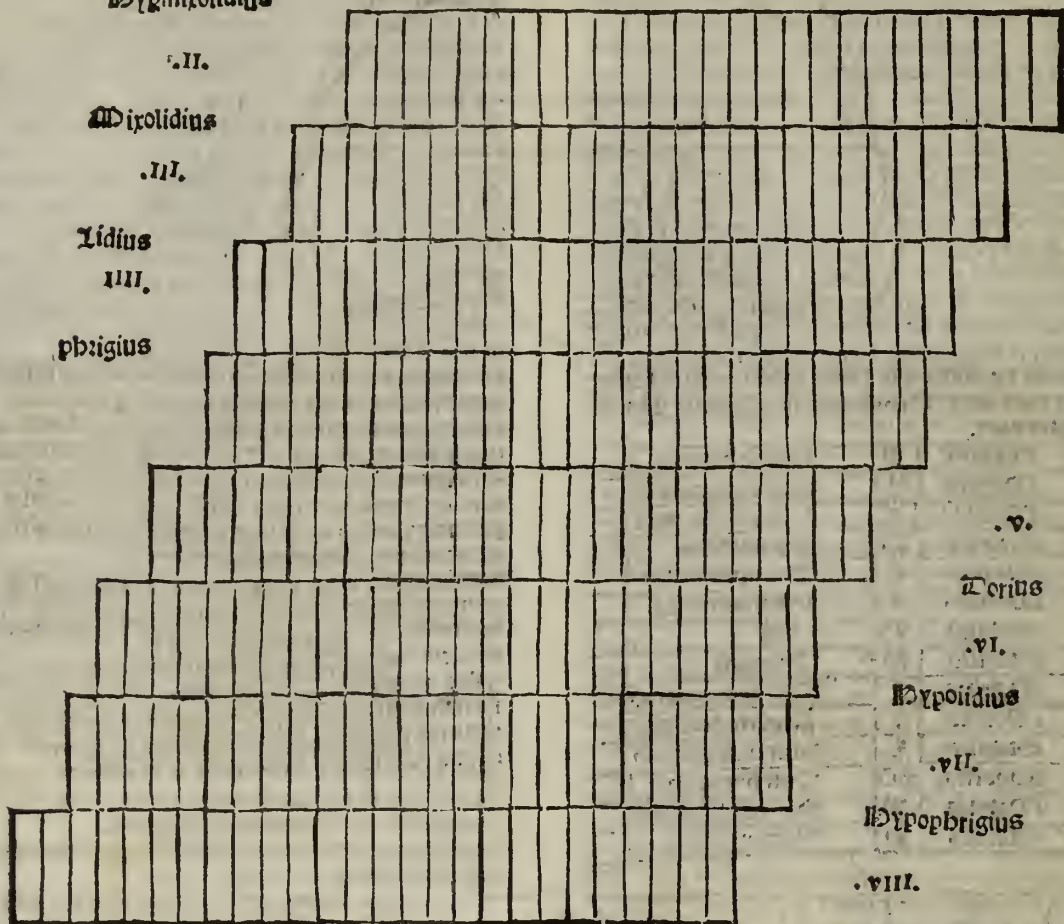 .II.
Mixolidius
.III.
Lidius
IIII.
phrigius
.v.
Dorius
.vI.
Hypolidius
.vII.
Hypophrigius
.vIII.